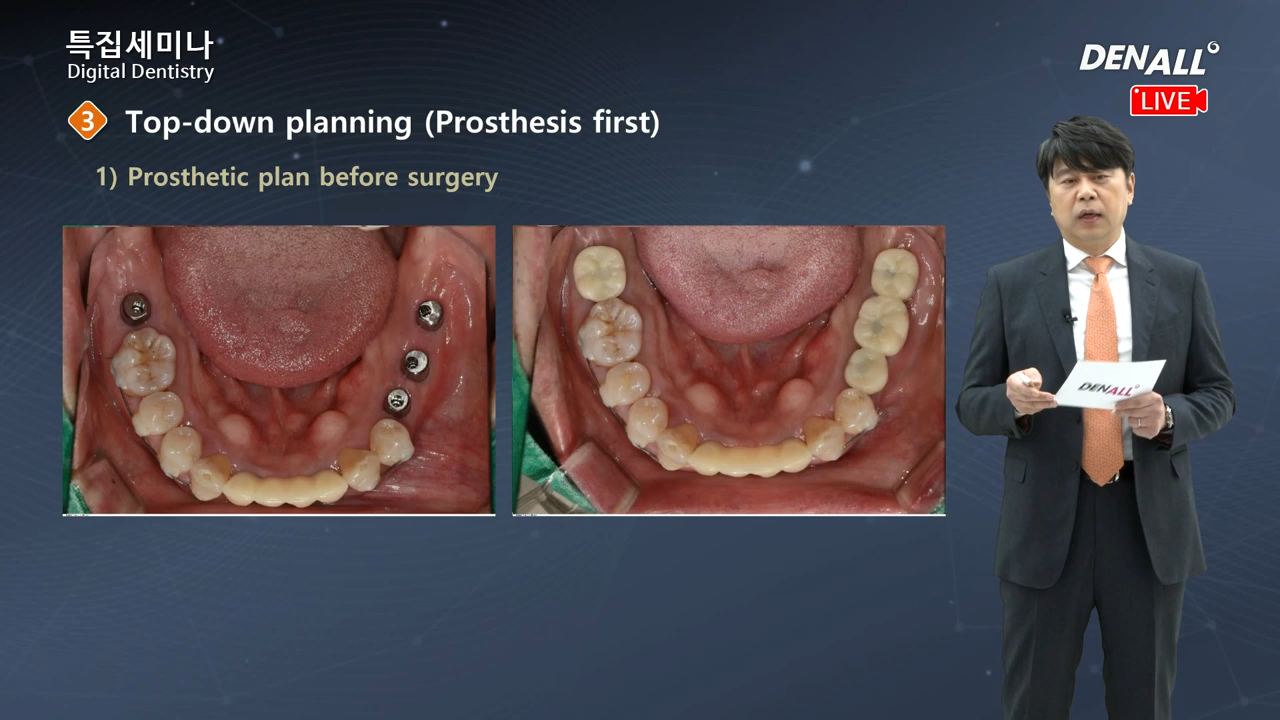 특집세미나
Digital Dentistry
DENALL
LIVE
3 Top-down planning (Prosthesis first)
1) Prosthetic plan before surgery
DENALL